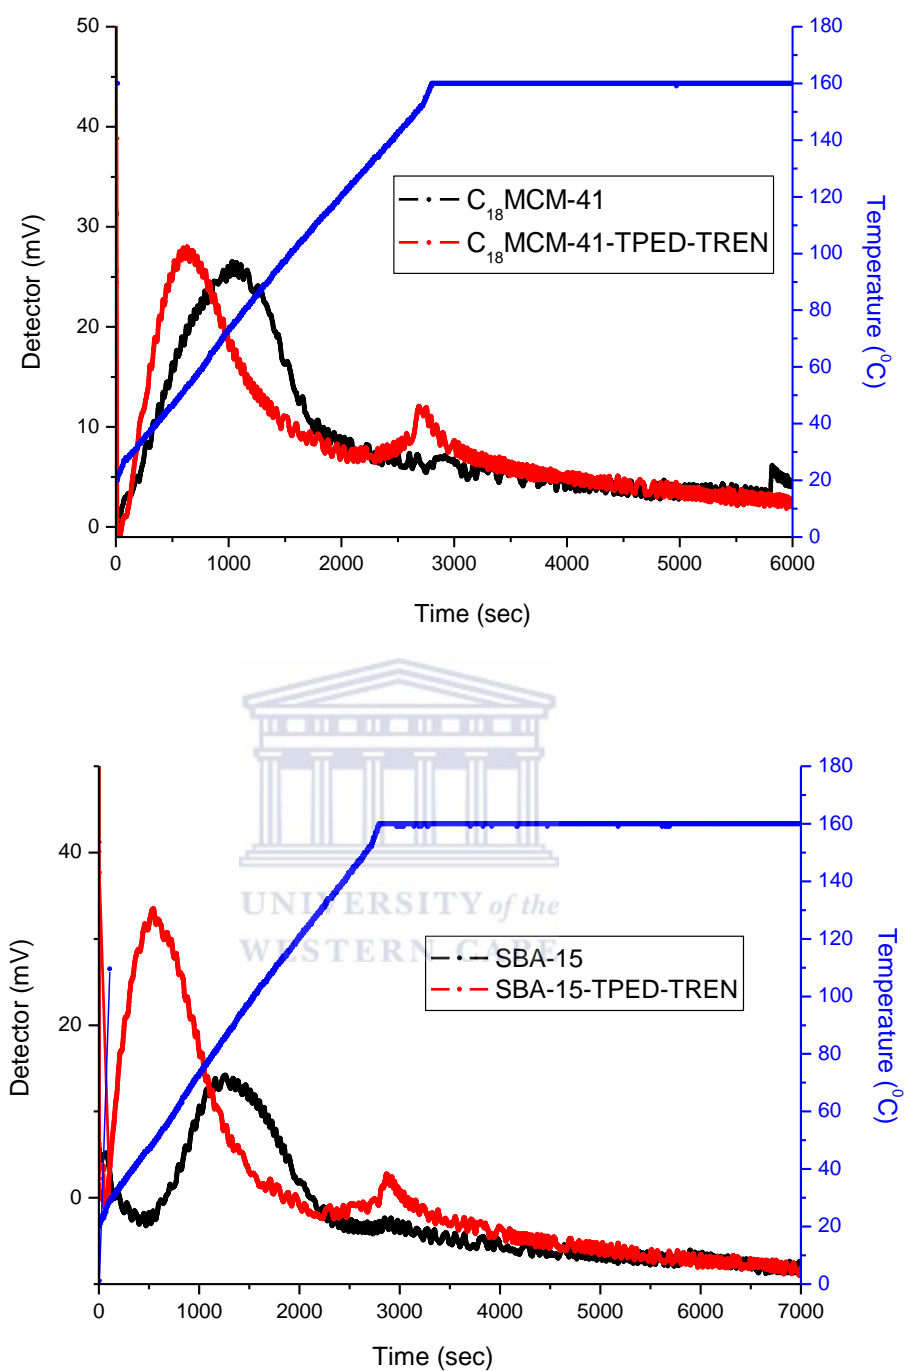 50
40
30
20
10
0
180
160
140
120
100
80
60
40
20
0
0 1000 2000 3000 4000 5000 6000
Detector (mV)
Temperature (⁰C)
Time (sec)
C₁₈MCM-41
C₁₈MCM-41-TPED-TREN
40
20
0
180
160
140
120
100
80
60
40
20
0
0 1000 2000 3000 4000 5000 6000 7000
Detector (mV)
Temperature (⁰C)
Time (sec)
SBA-15
SBA-15-TPED-TREN
UNIVERSITY of the
WESTERN CAPE